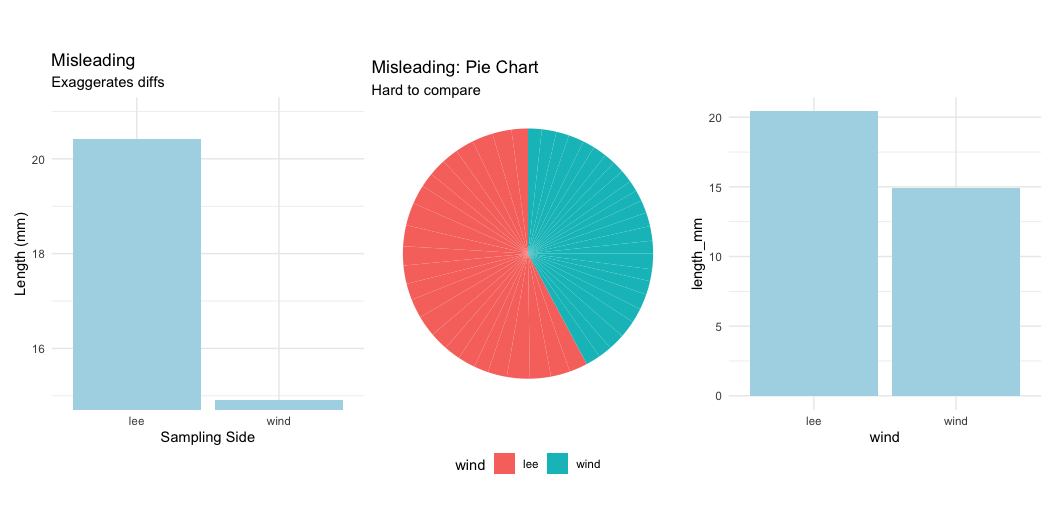 Misleading
Exaggerates diffs
Length (mm)
20
18
16
lee
wind
Sampling Side
Misleading: Pie Chart
Hard to compare
wind
lee
wind
length_mm
20
15
10
5
0
lee
wind
wind